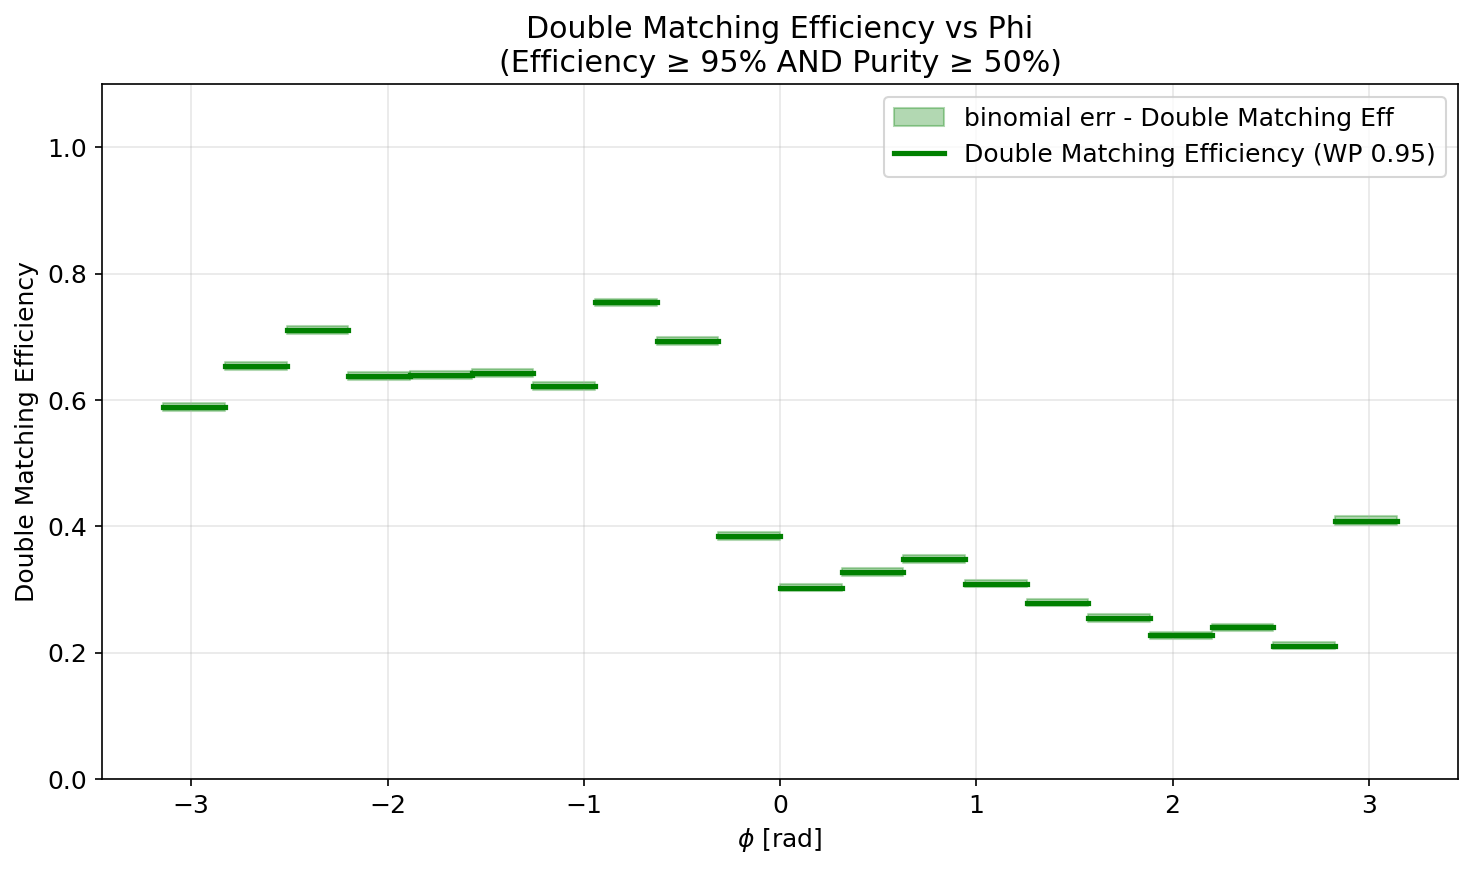 Double Matching Efficiency vs Phi
(Efficiency ≥ 95% AND Purity ≥ 50%)
binomial err - Double Matching Eff
Double Matching Efficiency (WP 0.95)
Double Matching Efficiency
1.0
0.8
0.6
0.4
0.2
0.0
−3
−2
−1
0
1
2
3
ϕ [rad]